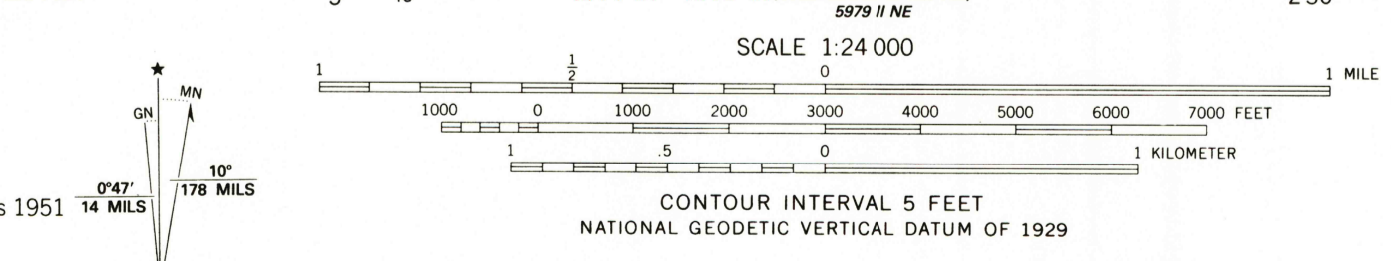 5979 II NE
SCALE 1:24 000
1 1/2 0 1 MILE
1000 0 1000 2000 3000 4000 5000 6000 7000 FEET
1 .5 0 1 KILOMETER
CONTOUR INTERVAL 5 FEET
NATIONAL GEODETIC VERTICAL DATUM OF 1929
★
MN
GN
10°
178 MILS
0°47′
14 MILS
1951